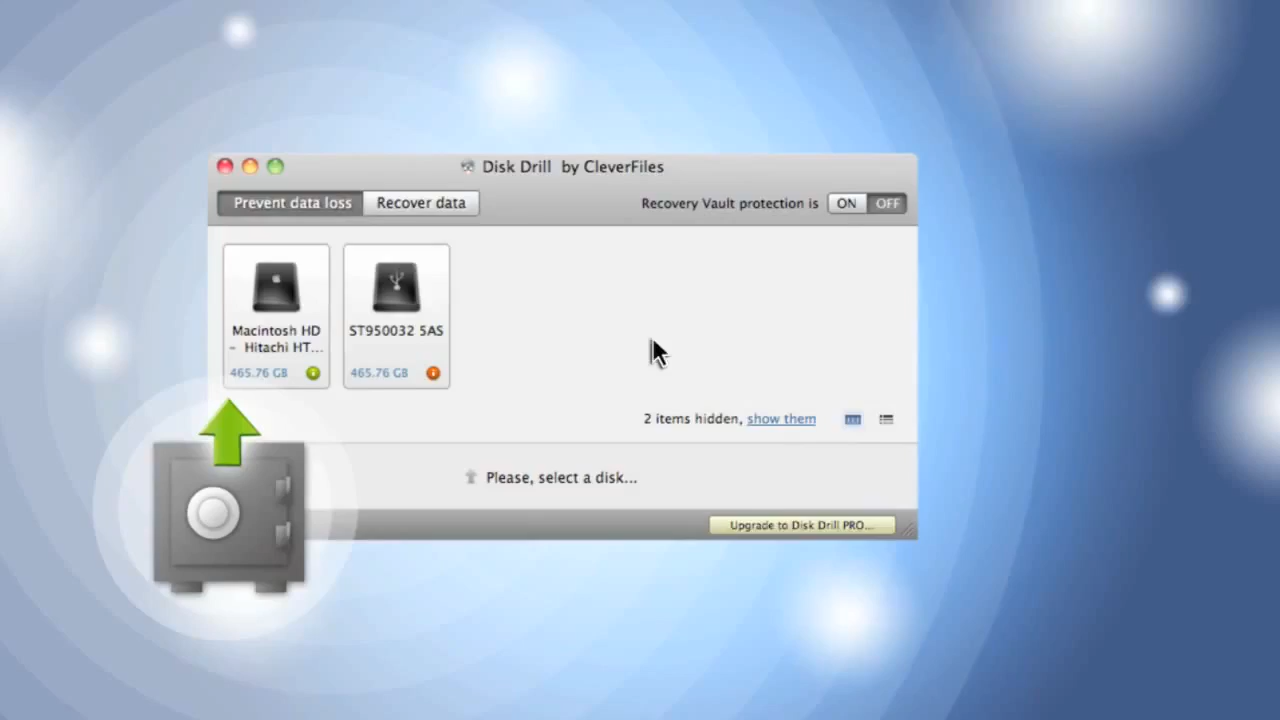 Disk Drill by CleverFiles
Prevent data loss
Recover data
Recovery Vault protection is
ON
OFF
Macintosh HD
- Hitachi HT...
465.76 GB
ST950032 5AS
465.76 GB
2 items hidden, show them
Please, select a disk...
Upgrade to Disk Drill PRO...